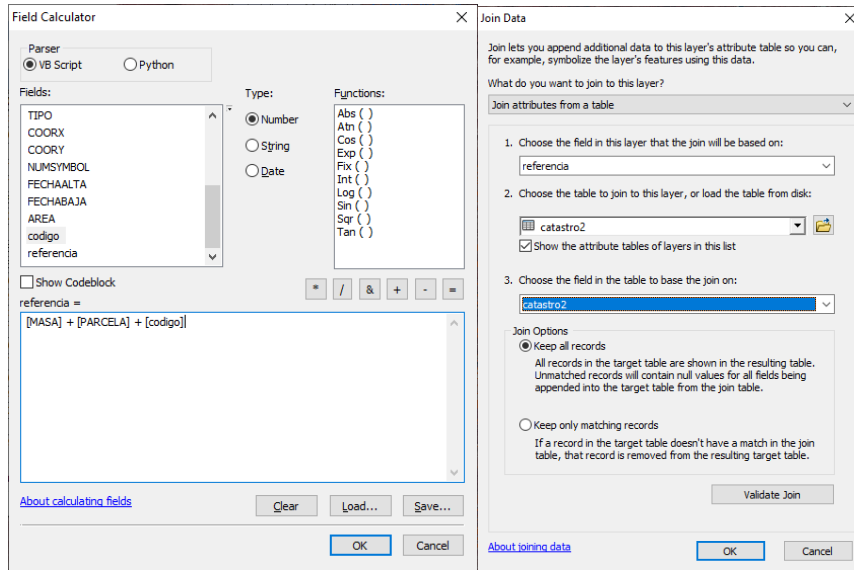 Field Calculator
Parser
VB Script
Python
Fields:
TIPO
COORX
COORY
NUMSYMBOL
FECHAALTA
FECHABAJA
AREA
codigo
referencia
Type:
Number
String
Date
Functions:
Abs ( )
Atn ( )
Cos ( )
Exp ( )
Fix ( )
Int ( )
Log ( )
Sin ( )
Sqr ( )
Tan ( )
Show Codeblock
* / & + - =
referencia =
[MASA] + [PARCELA] + [codigo]
About calculating fields
Clear
Load...
Save...
OK
Cancel
Join Data
Join lets you append additional data to this layer's attribute table so you can,
for example, symbolize the layer's features using this data.
What do you want to join to this layer?
Join attributes from a table
1. Choose the field in this layer that the join will be based on:
referencia
2. Choose the table to join to this layer, or load the table from disk:
catastro2
Show the attribute tables of layers in this list
3. Choose the field in the table to base the join on:
catastro2
Join Options
Keep all records
All records in the target table are shown in the resulting table.
Unmatched records will contain null values for all fields being
appended into the target table from the join table.
Keep only matching records
If a record in the target table doesn't have a match in the join
table, that record is removed from the resulting target table.
Validate Join
About joining data
OK
Cancel